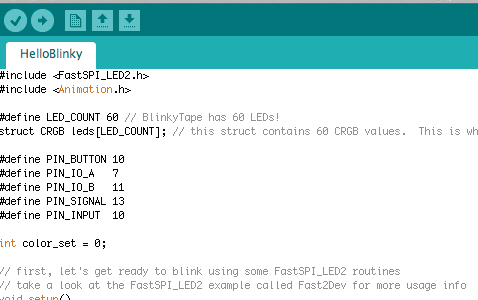 HelloBlinky
#include <FastSPI_LED2.h>
#include <Animation.h>
#define LED_COUNT 60 // BlinkyTape has 60 LEDs!
struct CRGB leds[LED_COUNT]; // this struct contains 60 CRGB values.  This is wh
#define PIN_BUTTON 10
#define PIN_IO_A   7
#define PIN_IO_B   11
#define PIN_SIGNAL 13
#define PIN_INPUT  10
int color_set = 0;
// first, let's get ready to blink using some FastSPI_LED2 routines
// take a look at the FastSPI_LED2 example called Fast2Dev for more usage info
void setup()